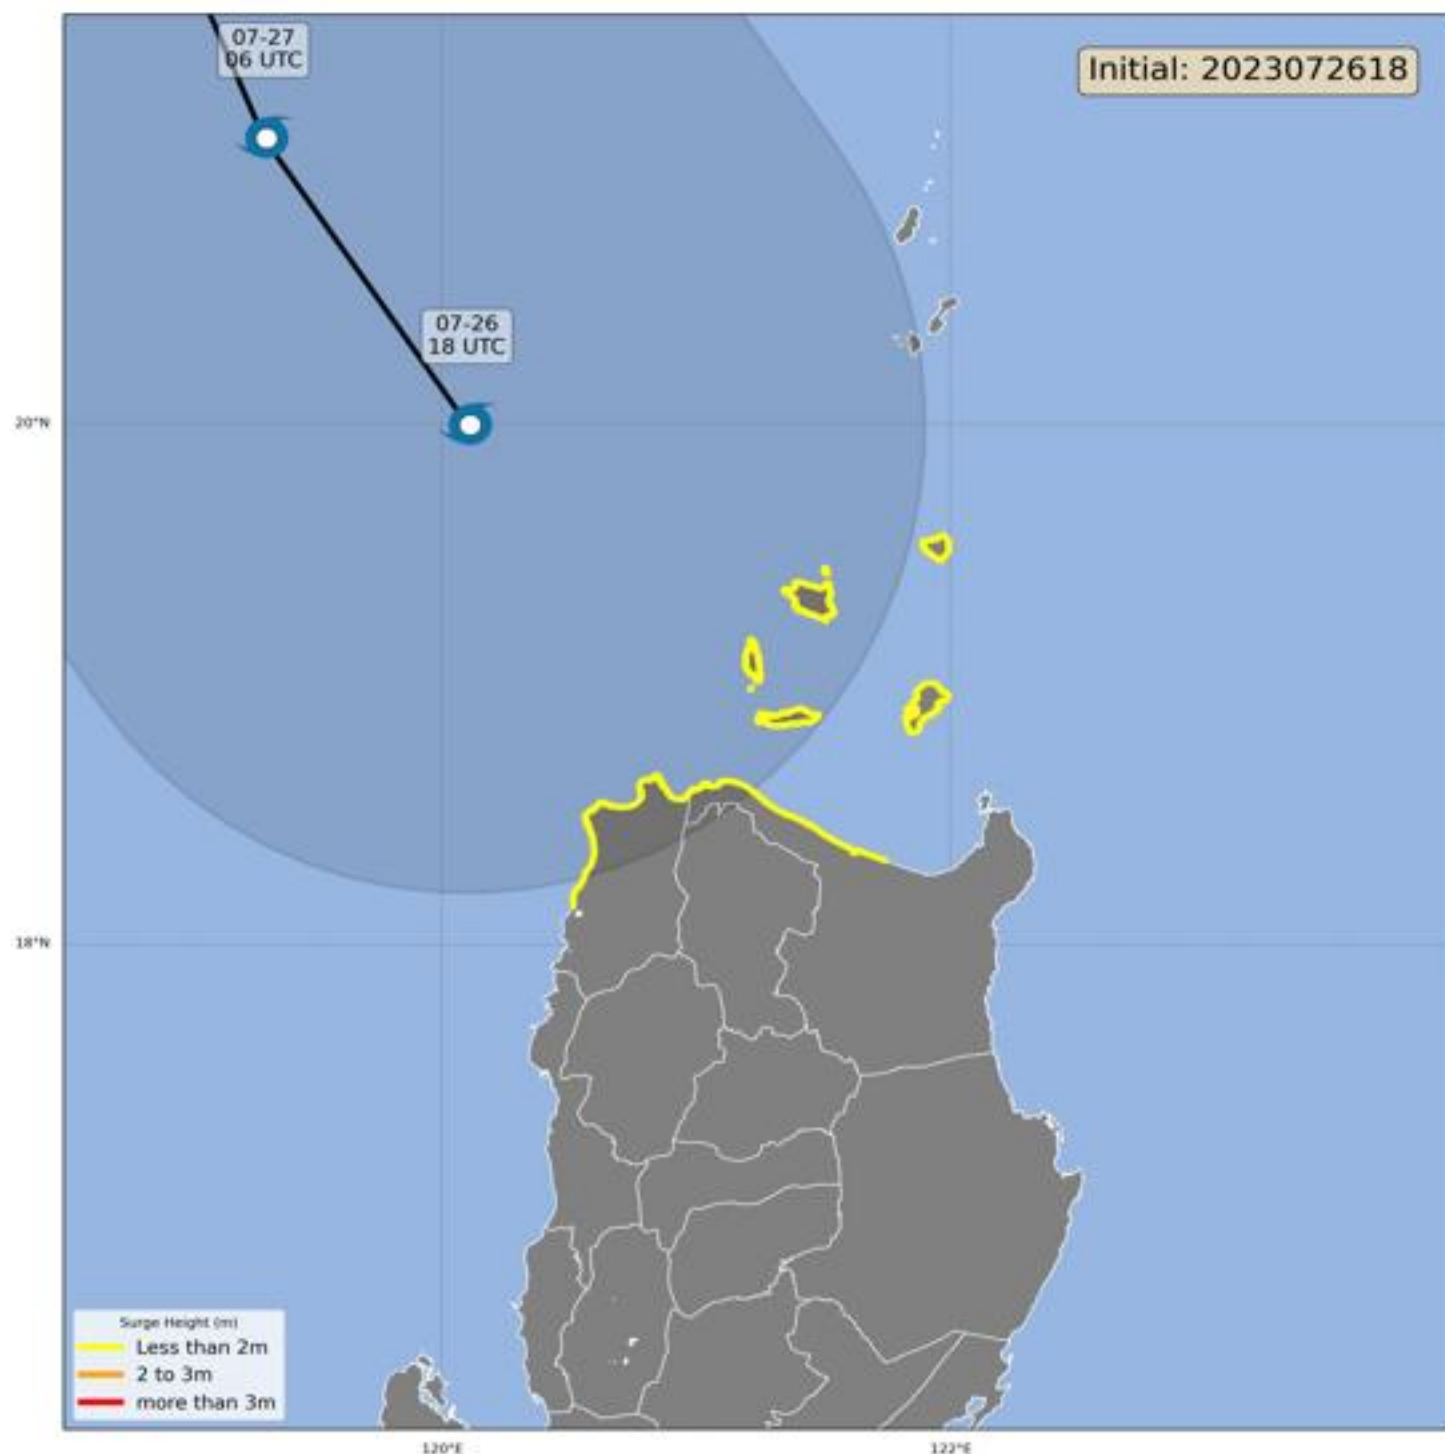 07-27
06 UTC
Initial: 2023072618
07-26
18 UTC
20°N
18°N
Surge Height (m)
Less than 2m
2 to 3m
more than 3m
120°E
122°E